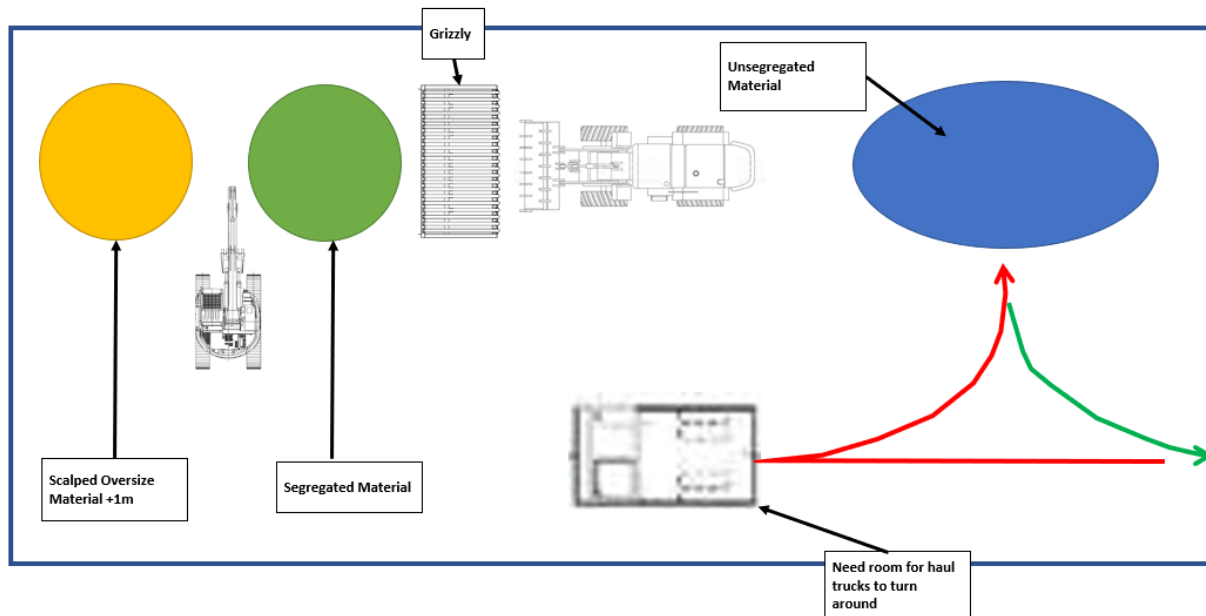 Grizzly
Unsegregated
Material
Scalped Oversize
Material +1m
Segregated Material
Need room for haul
trucks to turn
around